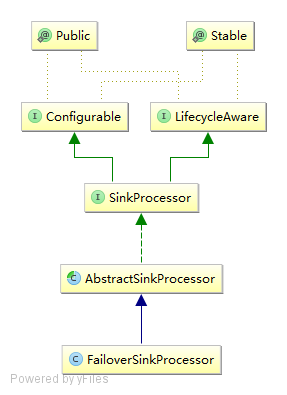 @ Public
@ Stable
I Configurable
I LifecycleAware
I SinkProcessor
C AbstractSinkProcessor
C FailoverSinkProcessor
Powered by yFiles